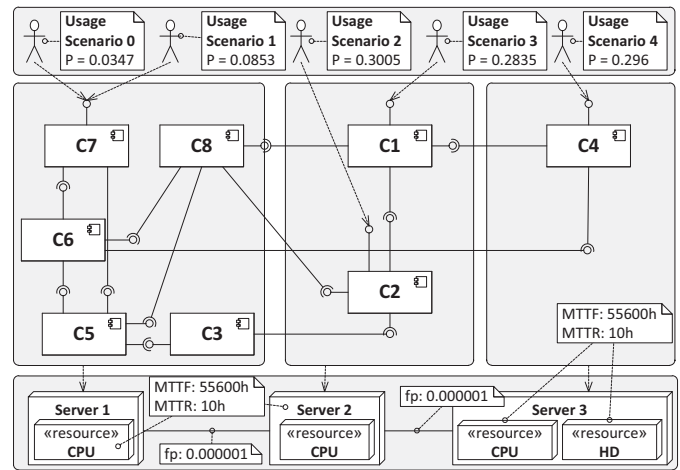 Usage
Scenario 0
P = 0.0347
Usage
Scenario 1
P = 0.0853
Usage
Scenario 2
P = 0.3005
Usage
Scenario 3
P = 0.2835
Usage
Scenario 4
P = 0.296
C7
C8
C1
C4
C6
C2
C5
C3
MTTF: 55600h
MTTR: 10h
MTTF: 55600h
MTTR: 10h
fp: 0.000001
Server 1
Server 2
Server 3
«resource»
CPU
«resource»
CPU
«resource»
CPU
«resource»
HD
fp: 0.000001